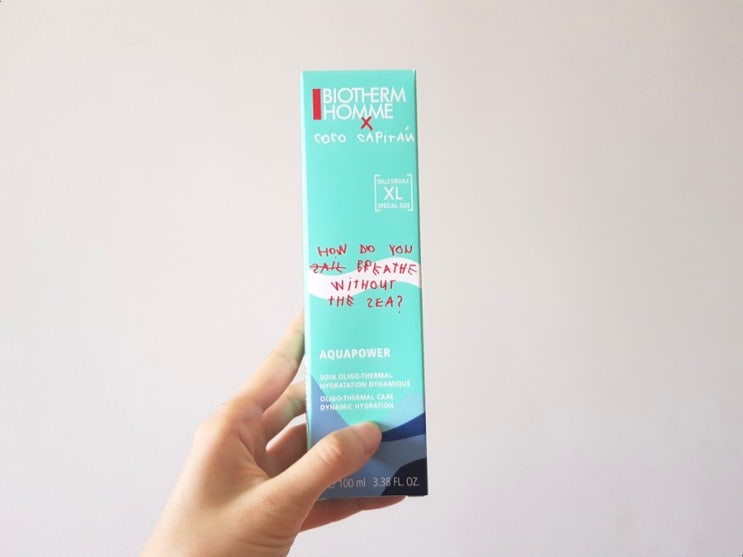 BIOTHERM
HOMME
X
COCO CAPITÁN
TAILLE SPÉCIALE
XL
SPECIAL SIZE
HOW DO YOU
SAIL BREATHE
WITHOUT
THE SEA?
AQUAPOWER
SOIN OLIGO-THERMAL
HYDRATATION DYNAMIQUE
OLIGO-THERMAL CARE
DYNAMIC HYDRATION
100 ml 3.38 FL. OZ.